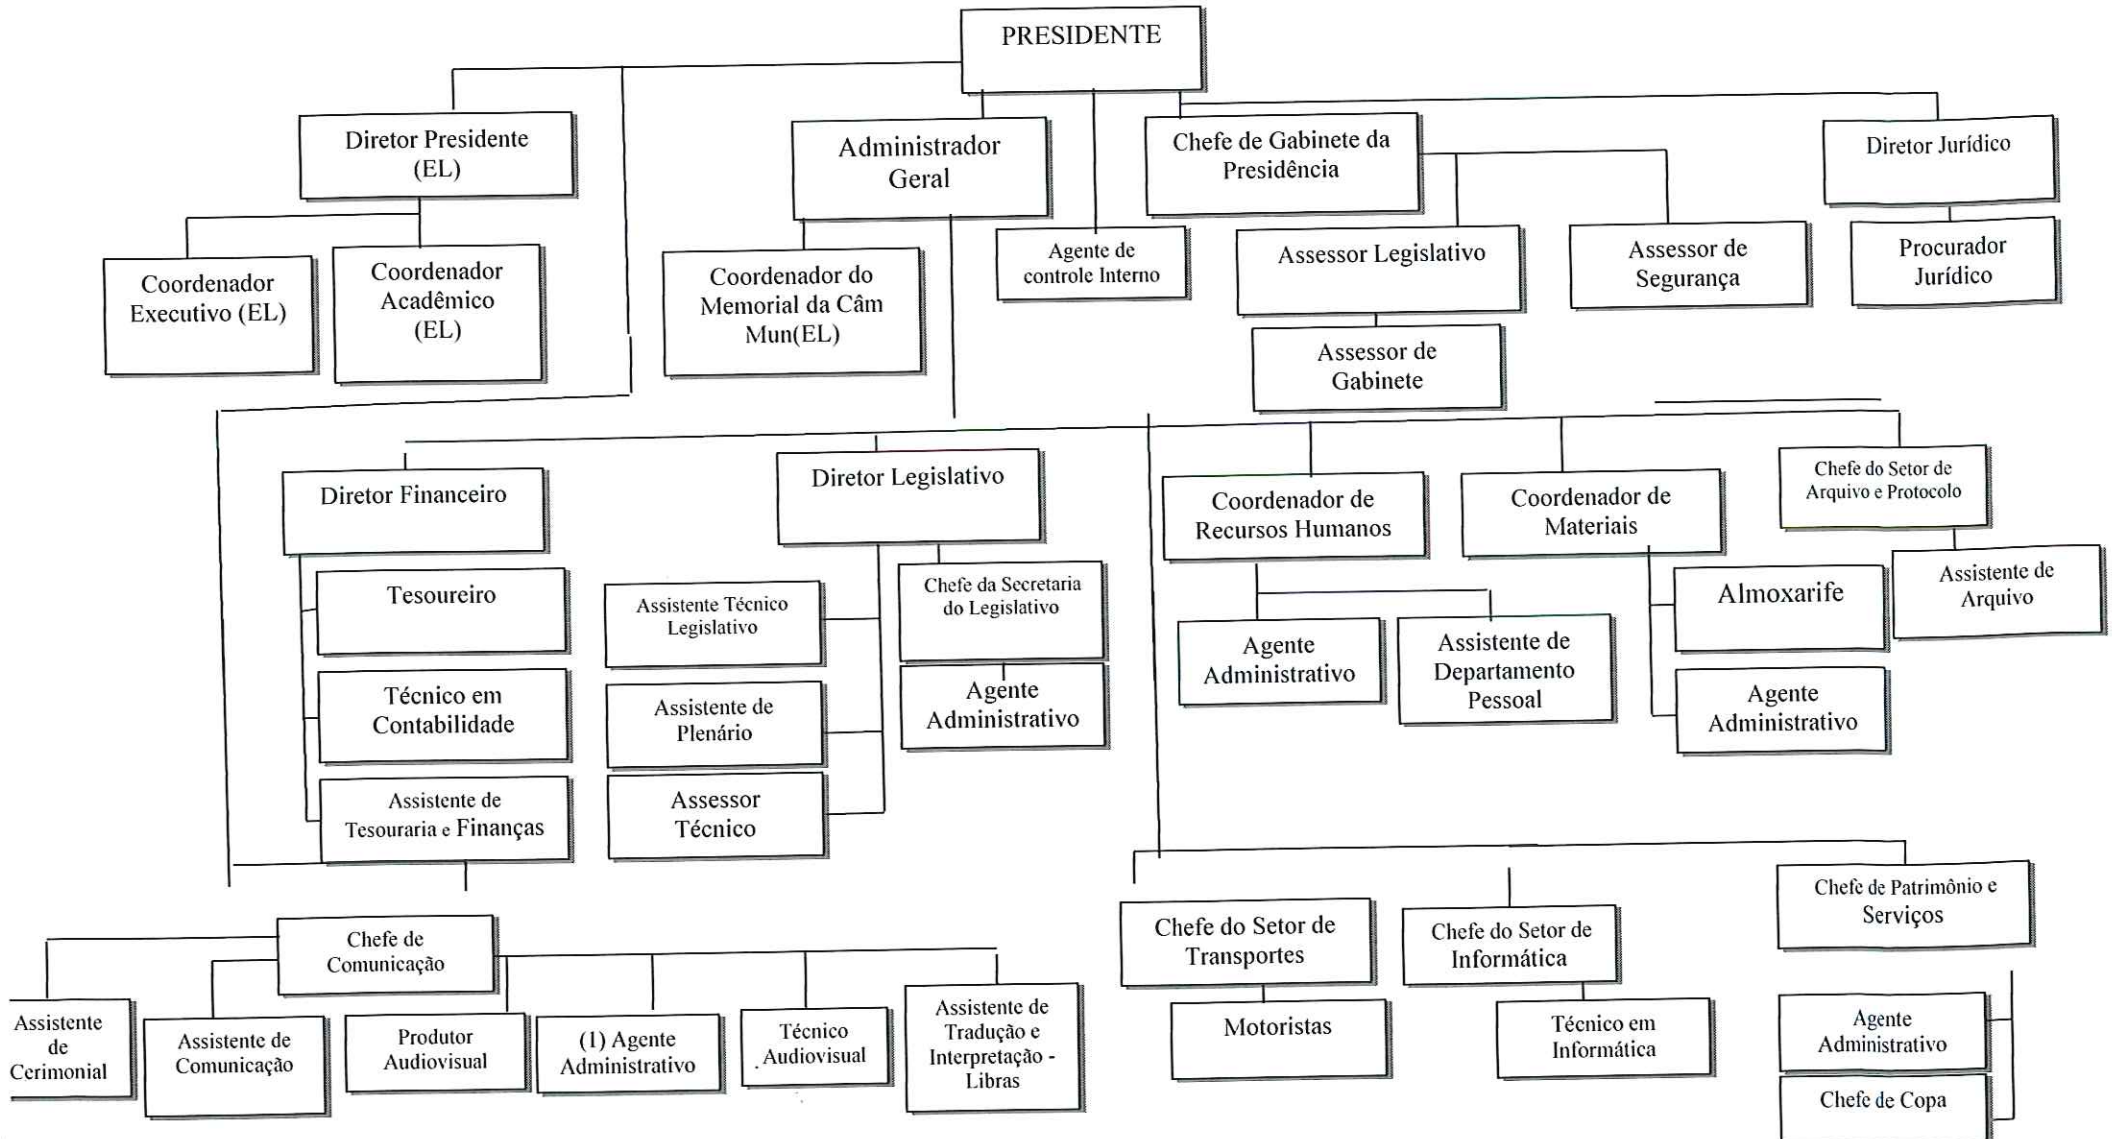 PRESIDENTE
Diretor Presidente
(EL)
Administrador
Geral
Chefe de Gabinete da
Presidência
Diretor Jurídico
Coordenador
Executivo (EL)
Coordenador
Acadêmico
(EL)
Coordenador do
Memorial da Câm
Mun(EL)
Agente de
controle Interno
Assessor Legislativo
Assessor de
Segurança
Procurador
Jurídico
Assessor de
Gabinete
Diretor Financeiro
Diretor Legislativo
Coordenador de
Recursos Humanos
Coordenador de
Materiais
Chefe do Setor de
Arquivo e Protocolo
Tesoureiro
Técnico em
Contabilidade
Assistente de
Tesouraria e Finanças
Assistente Técnico
Legislativo
Assistente de
Plenário
Assessor
Técnico
Chefe da Secretaria
do Legislativo
Agente
Administrativo
Agente
Administrativo
Assistente de
Departamento
Pessoal
Almoxarife
Agente
Administrativo
Assistente de
Arquivo
Chefe de
Comunicação
Assistente
de
Cerimonial
Assistente de
Comunicação
Produtor
Audiovisual
(1) Agente
Administrativo
Técnico
Audiovisual
Assistente de
Tradução e
Interpretação -
Libras
Chefe do Setor de
Transportes
Motoristas
Chefe do Setor de
Informática
Técnico em
Informática
Chefe de Patrimônio e
Serviços
Agente
Administrativo
Chefe de Copa